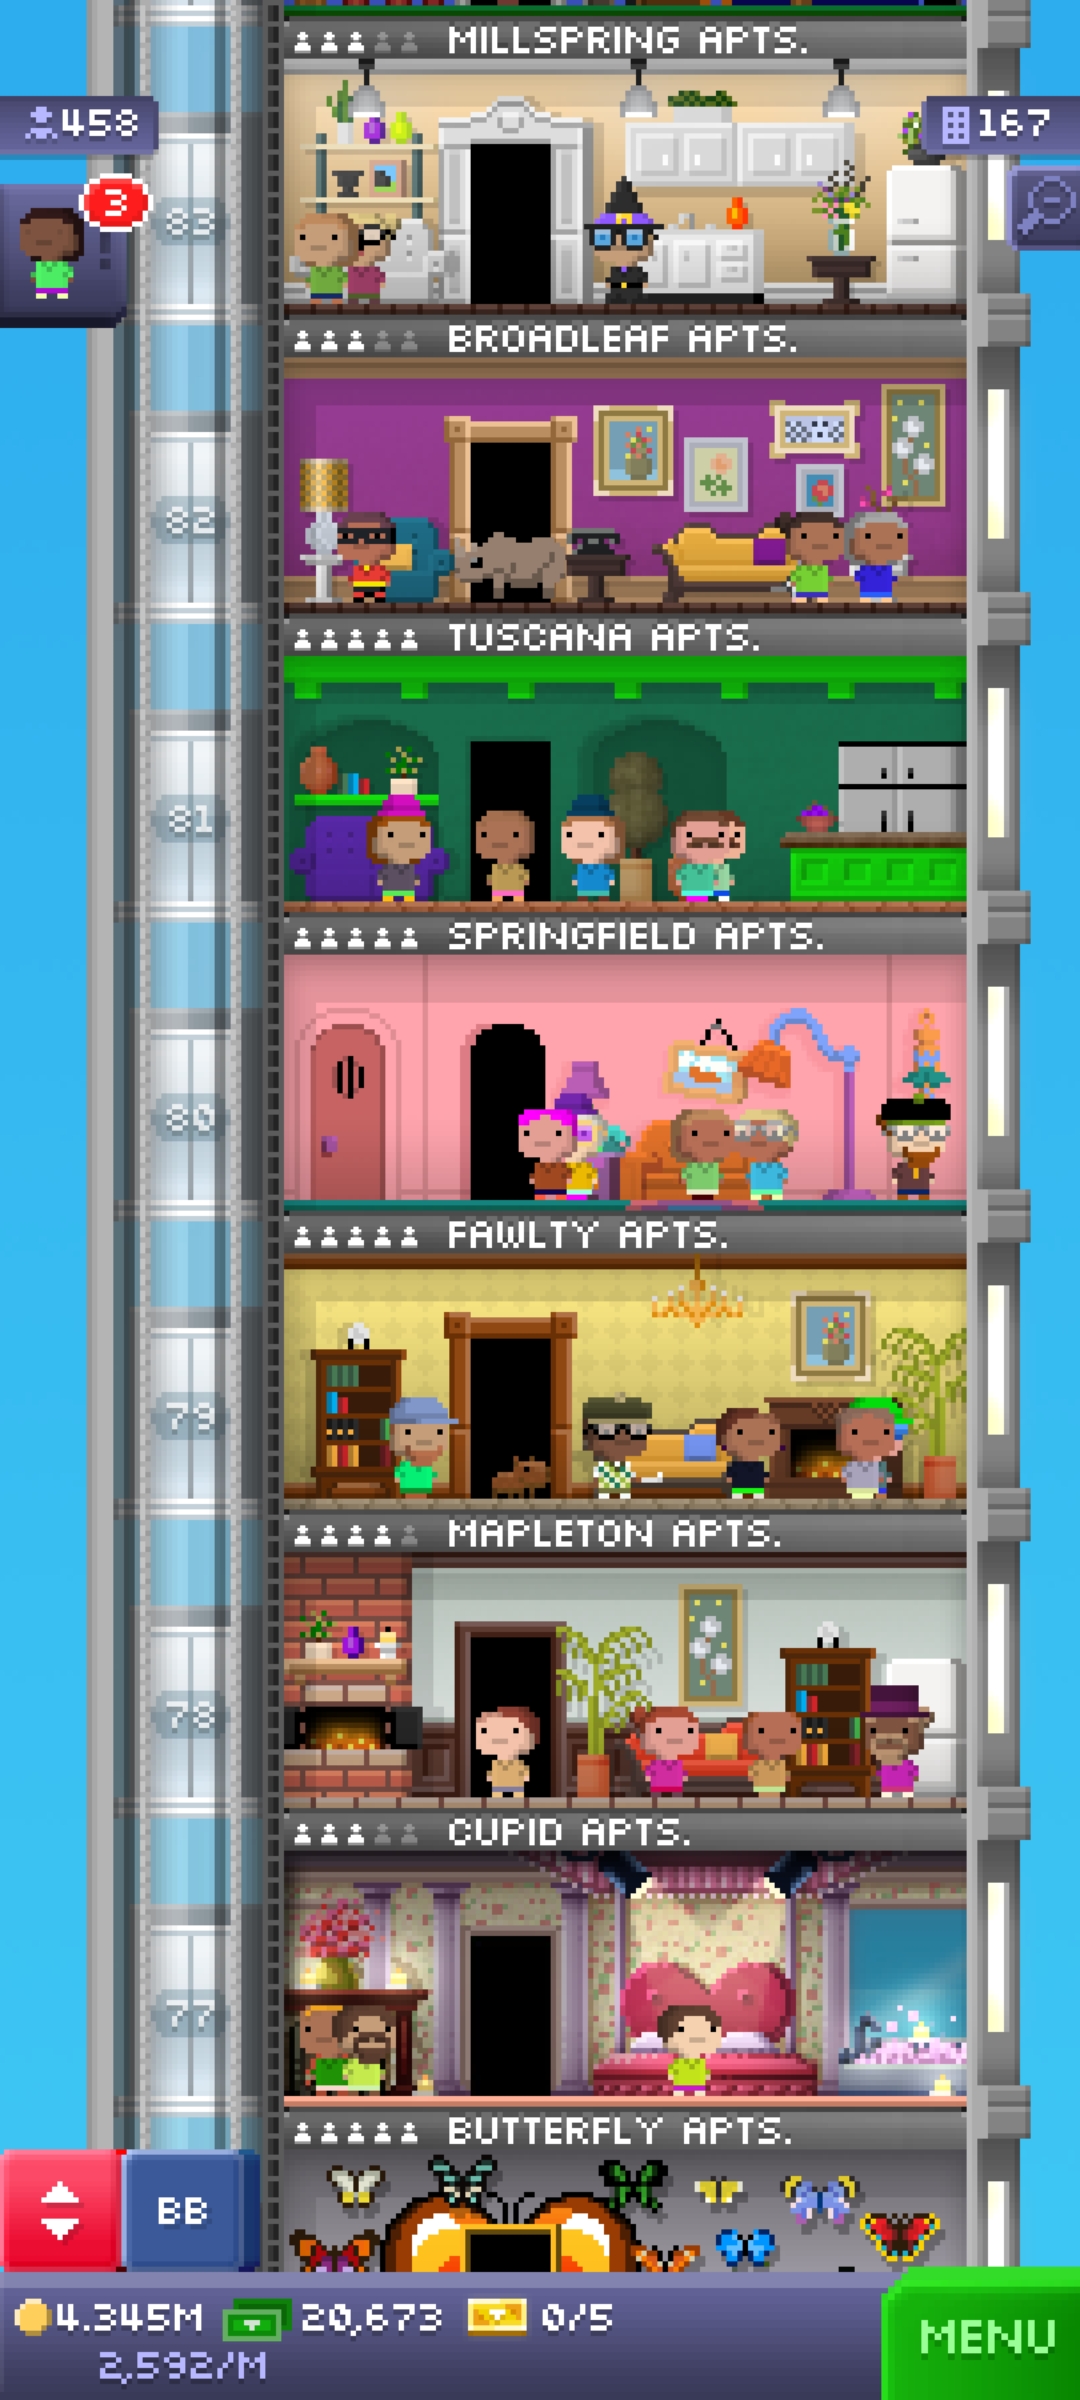 MILLSPRING APTS.
458
167
3
83
BROADLEAF APTS.
82
TUSCANA APTS.
81
SPRINGFIELD APTS.
80
FAWLTY APTS.
79
MAPLETON APTS.
78
CUPID APTS.
77
BUTTERFLY APTS.
BB
4.345M 20,673 0/5
2,592/M
MENU